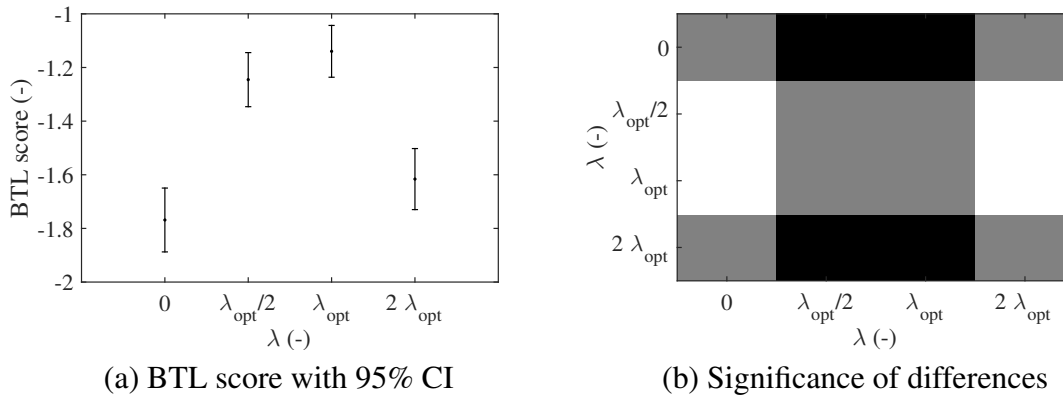 -1
-1.2
-1.4
-1.6
-1.8
-2
BTL score (-)
0 λopt/2 λopt 2 λopt
λ (-)
(a) BTL score with 95% CI
0
λopt/2
λopt
2 λopt
λ (-)
0 λopt/2 λopt 2 λopt
λ (-)
(b) Significance of differences